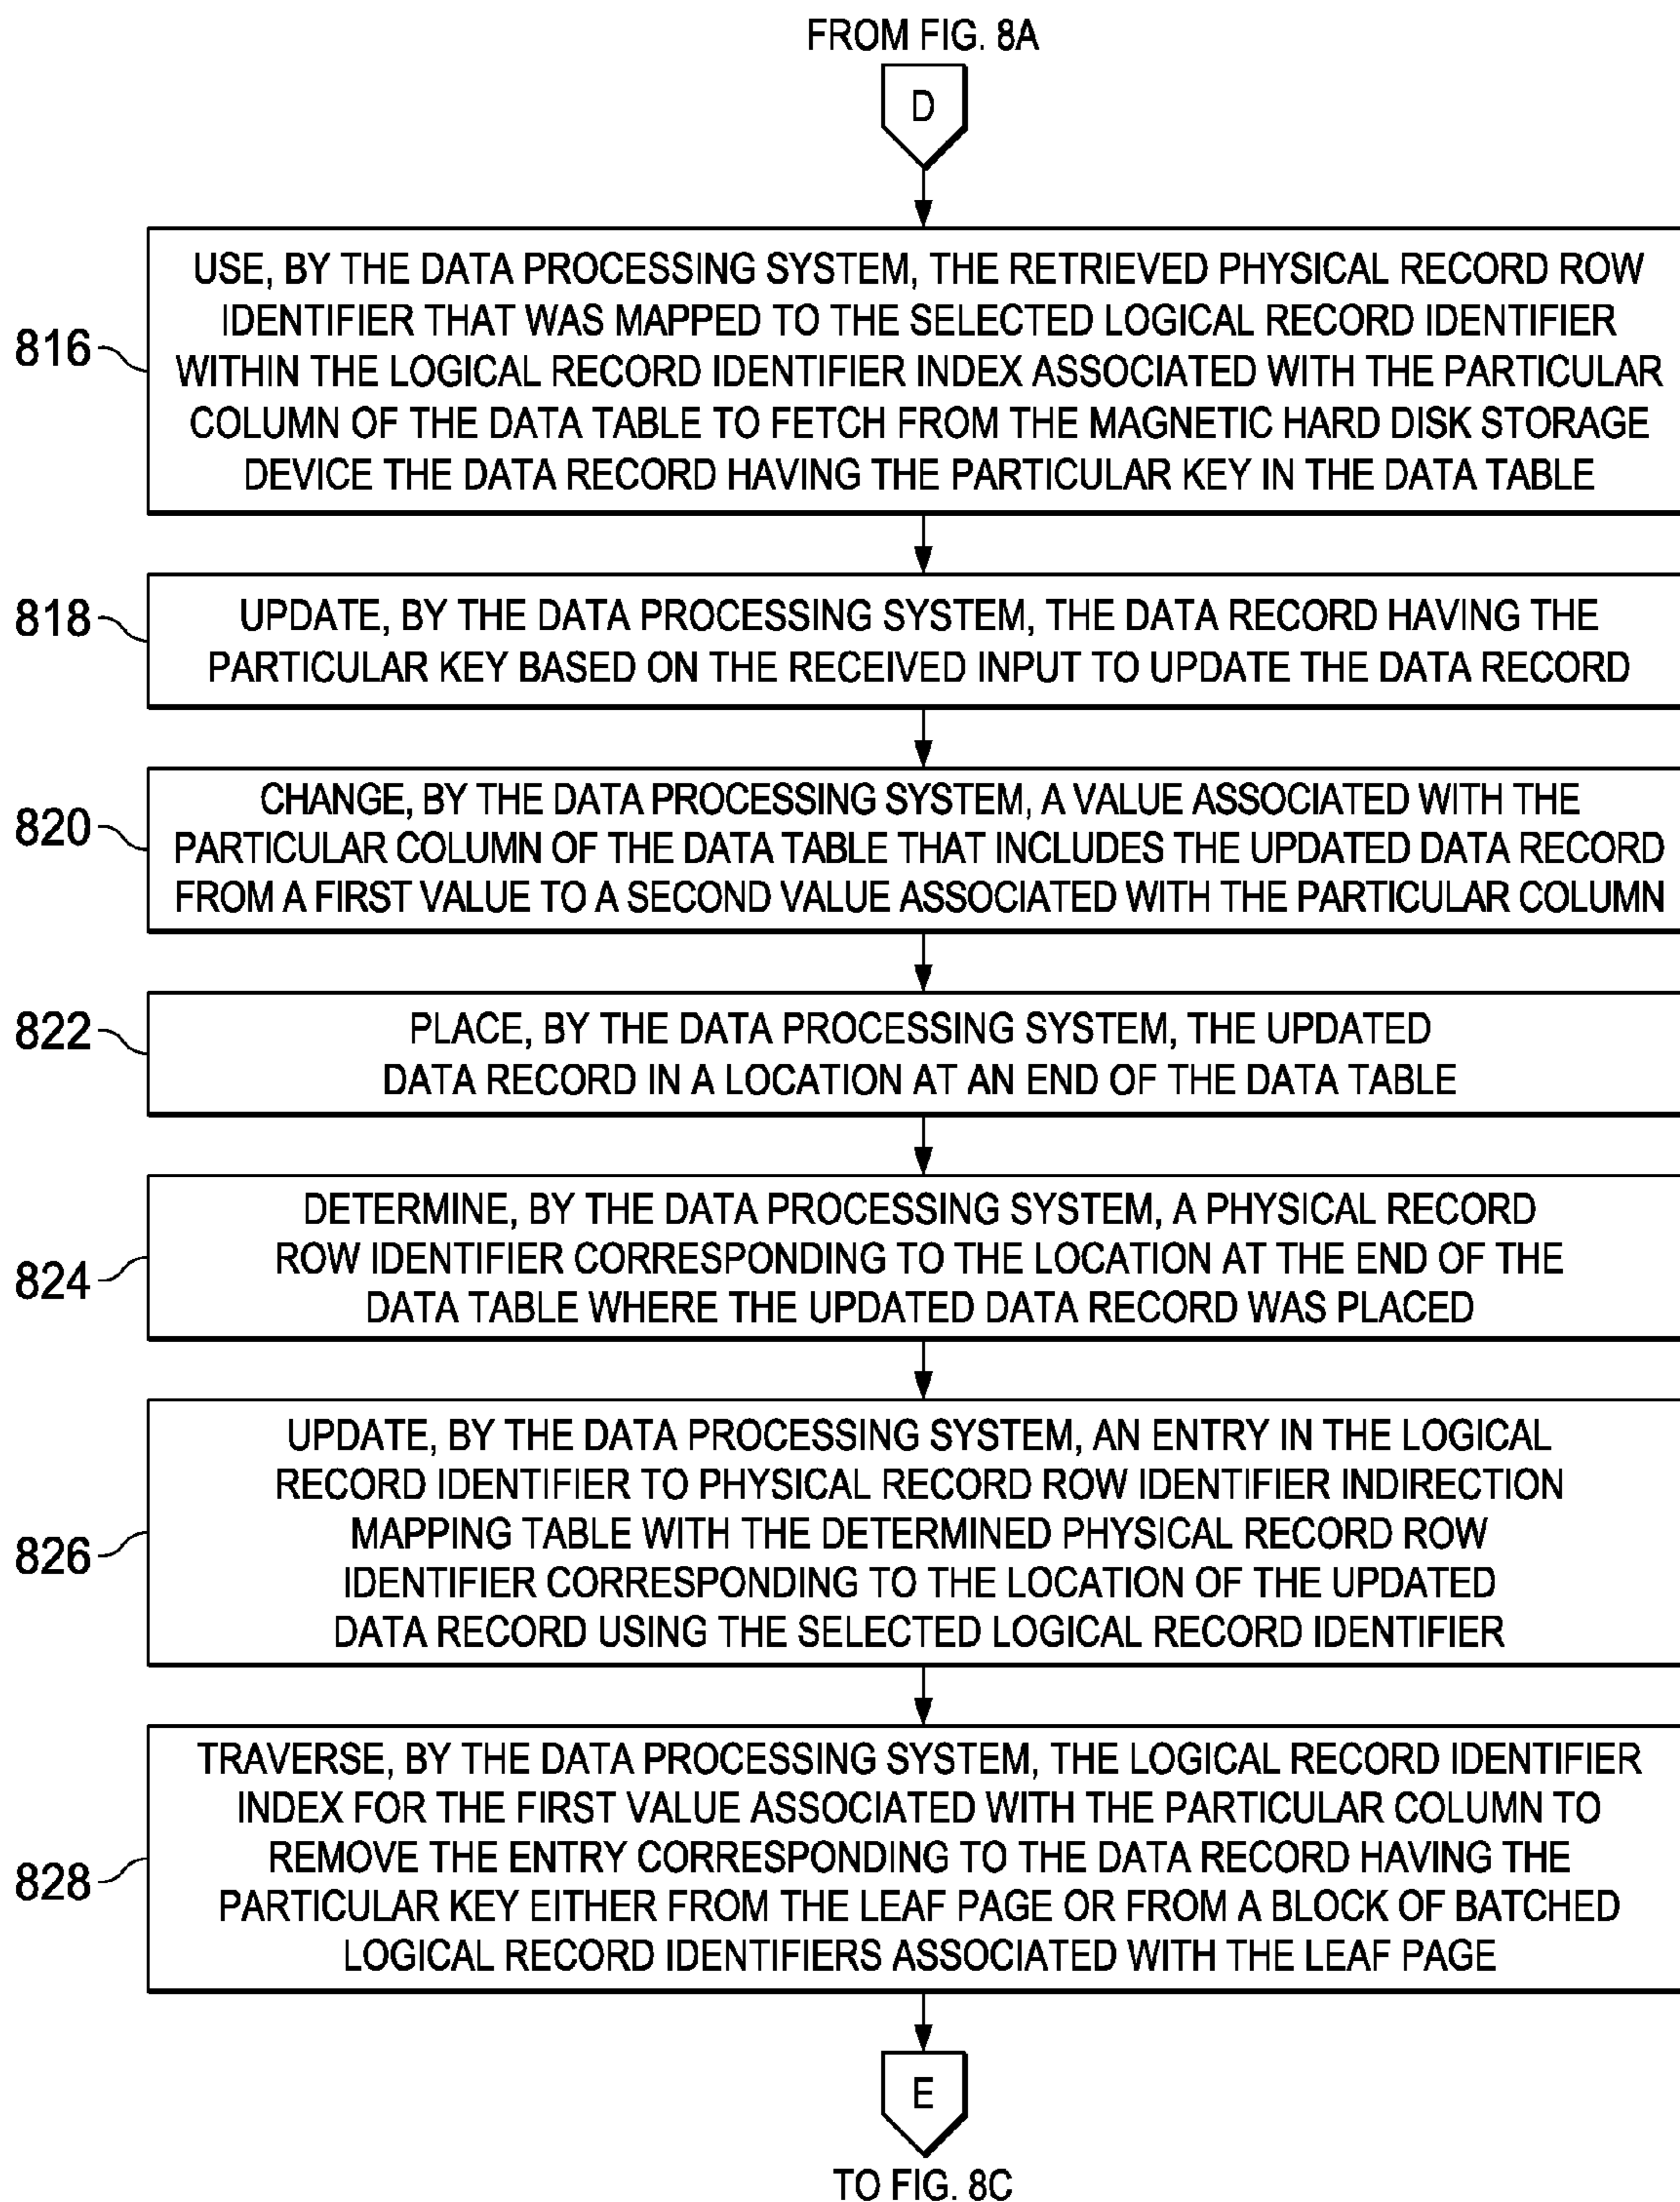 FROM FIG. 8A
D
816
USE, BY THE DATA PROCESSING SYSTEM, THE RETRIEVED PHYSICAL RECORD ROW
IDENTIFIER THAT WAS MAPPED TO THE SELECTED LOGICAL RECORD IDENTIFIER
WITHIN THE LOGICAL RECORD IDENTIFIER INDEX ASSOCIATED WITH THE PARTICULAR
COLUMN OF THE DATA TABLE TO FETCH FROM THE MAGNETIC HARD DISK STORAGE
DEVICE THE DATA RECORD HAVING THE PARTICULAR KEY IN THE DATA TABLE
818
UPDATE, BY THE DATA PROCESSING SYSTEM, THE DATA RECORD HAVING THE
PARTICULAR KEY BASED ON THE RECEIVED INPUT TO UPDATE THE DATA RECORD
820
CHANGE, BY THE DATA PROCESSING SYSTEM, A VALUE ASSOCIATED WITH THE
PARTICULAR COLUMN OF THE DATA TABLE THAT INCLUDES THE UPDATED DATA RECORD
FROM A FIRST VALUE TO A SECOND VALUE ASSOCIATED WITH THE PARTICULAR COLUMN
822
PLACE, BY THE DATA PROCESSING SYSTEM, THE UPDATED
DATA RECORD IN A LOCATION AT AN END OF THE DATA TABLE
824
DETERMINE, BY THE DATA PROCESSING SYSTEM, A PHYSICAL RECORD
ROW IDENTIFIER CORRESPONDING TO THE LOCATION AT THE END OF THE
DATA TABLE WHERE THE UPDATED DATA RECORD WAS PLACED
826
UPDATE, BY THE DATA PROCESSING SYSTEM, AN ENTRY IN THE LOGICAL
RECORD IDENTIFIER TO PHYSICAL RECORD ROW IDENTIFIER INDIRECTION
MAPPING TABLE WITH THE DETERMINED PHYSICAL RECORD ROW
IDENTIFIER CORRESPONDING TO THE LOCATION OF THE UPDATED
DATA RECORD USING THE SELECTED LOGICAL RECORD IDENTIFIER
828
TRAVERSE, BY THE DATA PROCESSING SYSTEM, THE LOGICAL RECORD IDENTIFIER
INDEX FOR THE FIRST VALUE ASSOCIATED WITH THE PARTICULAR COLUMN TO
REMOVE THE ENTRY CORRESPONDING TO THE DATA RECORD HAVING THE
PARTICULAR KEY EITHER FROM THE LEAF PAGE OR FROM A BLOCK OF BATCHED
LOGICAL RECORD IDENTIFIERS ASSOCIATED WITH THE LEAF PAGE
E
TO FIG. 8C